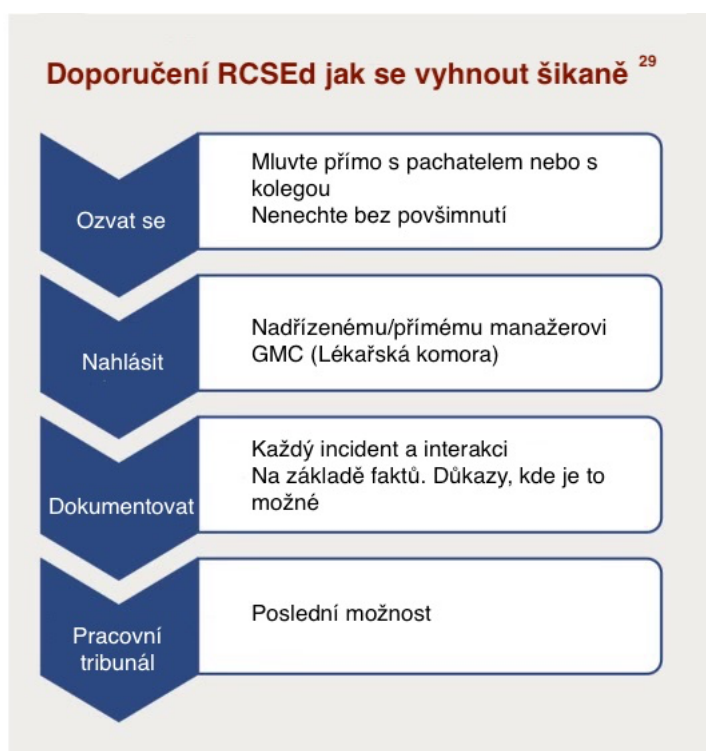 Doporučení RCSEd jak se vyhnout šikaně 29
Ozvat se
Mluvte přímo s pachatelem nebo s
kolegou
Nenechte bez povšimnutí
Nahlásit
Nadřízenému/přímému manažerovi
GMC (Lékařská komora)
Dokumentovat
Každý incident a interakci
Na základě faktů. Důkazy, kde je to
možné
Pracovní
tribunál
Poslední možnost